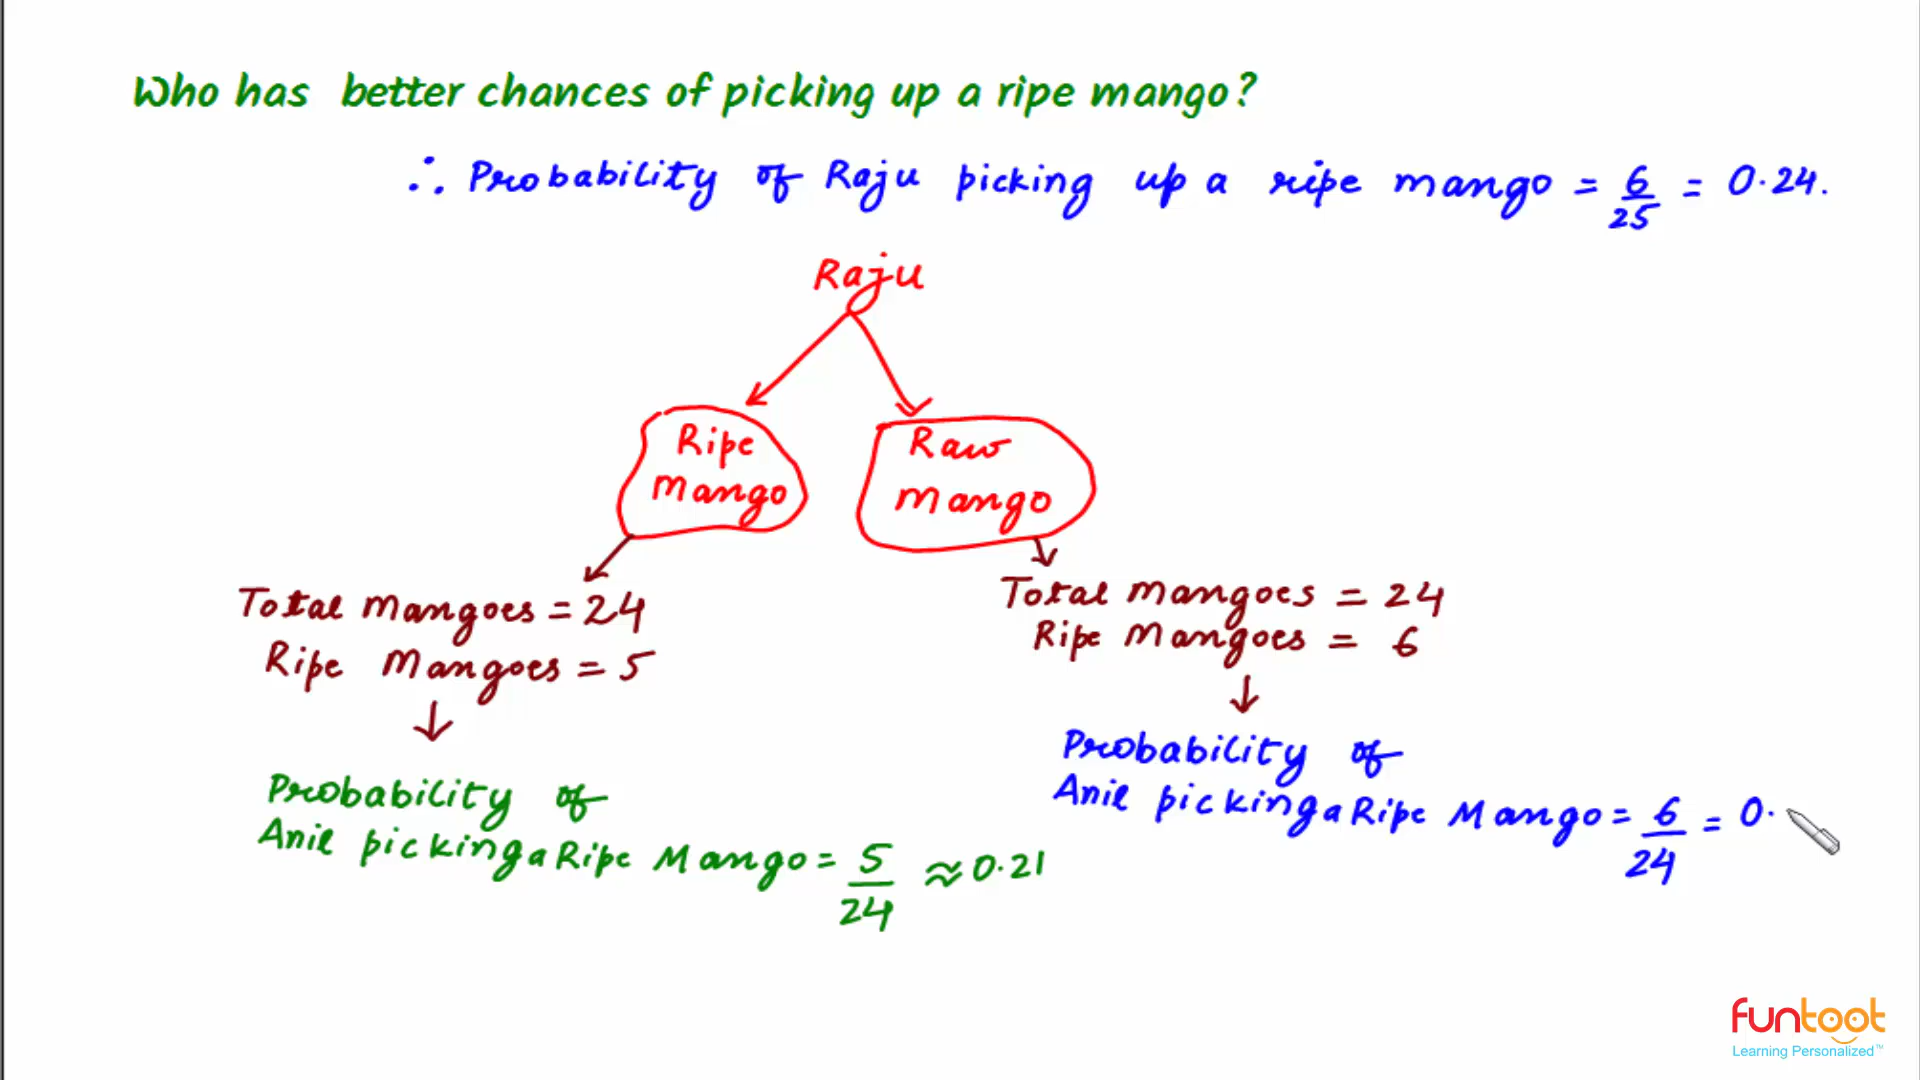 Who has better chances of picking up a ripe mango?
∴ Probability of Raju picking up a ripe mango = 6/25 = 0.24.
Raju
Ripe
Mango
Raw
Mango
Total Mangoes = 24
Ripe Mangoes = 5
↓
Probability of
Anil picking a Ripe Mango = 5/24 ≈ 0.21
Total Mangoes = 24
Ripe Mangoes = 6
↓
Probability of
Anil picking a Ripe Mango = 6/24 = 0.
funtoot
Learning Personalized™